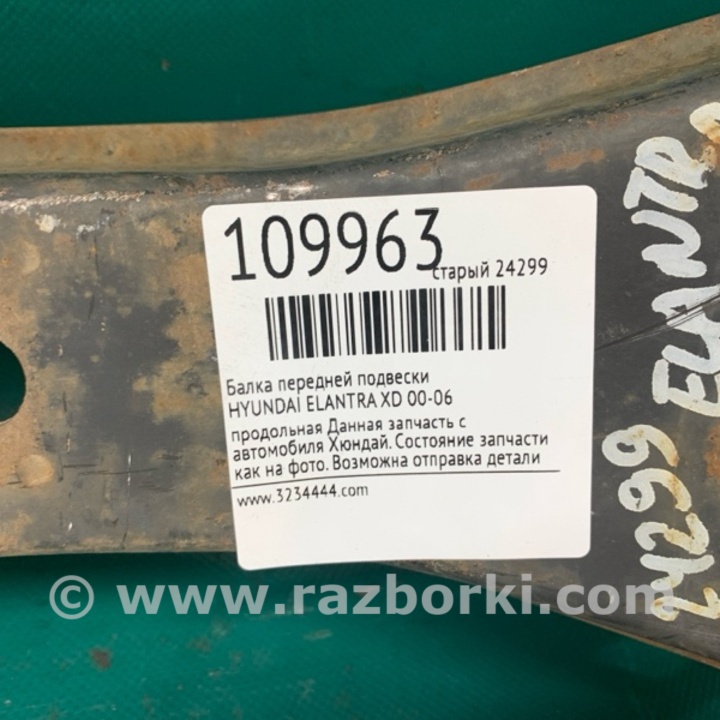 109963
старый 24299
Балка передней подвески
HYUNDAI ELANTRA XD 00-06
продольная Данная запчасть с
автомобиля Хюндай. Состояние запчасти
как на фото. Возможна отправка детали
www.3234444.com
24299 ELANTRA
© www.razborki.com